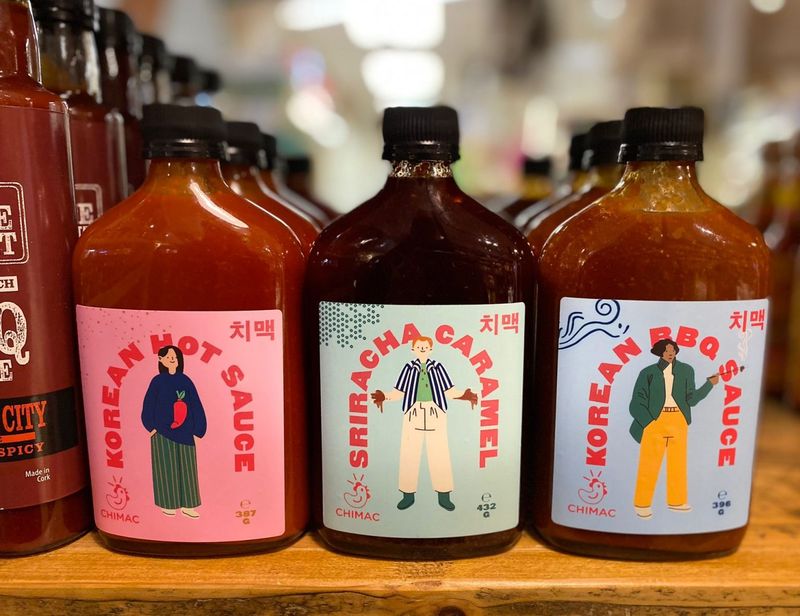 CH
Q
CITY
SPICY
Made in
Cork
치맥
KOREAN HOT SAUCE
CHIMAC
℮
387
G
치맥
SRIRACHA CARAMEL
CHIMAC
℮
432
G
치맥
KOREAN BBQ SAUCE
CHIMAC
℮
396
G